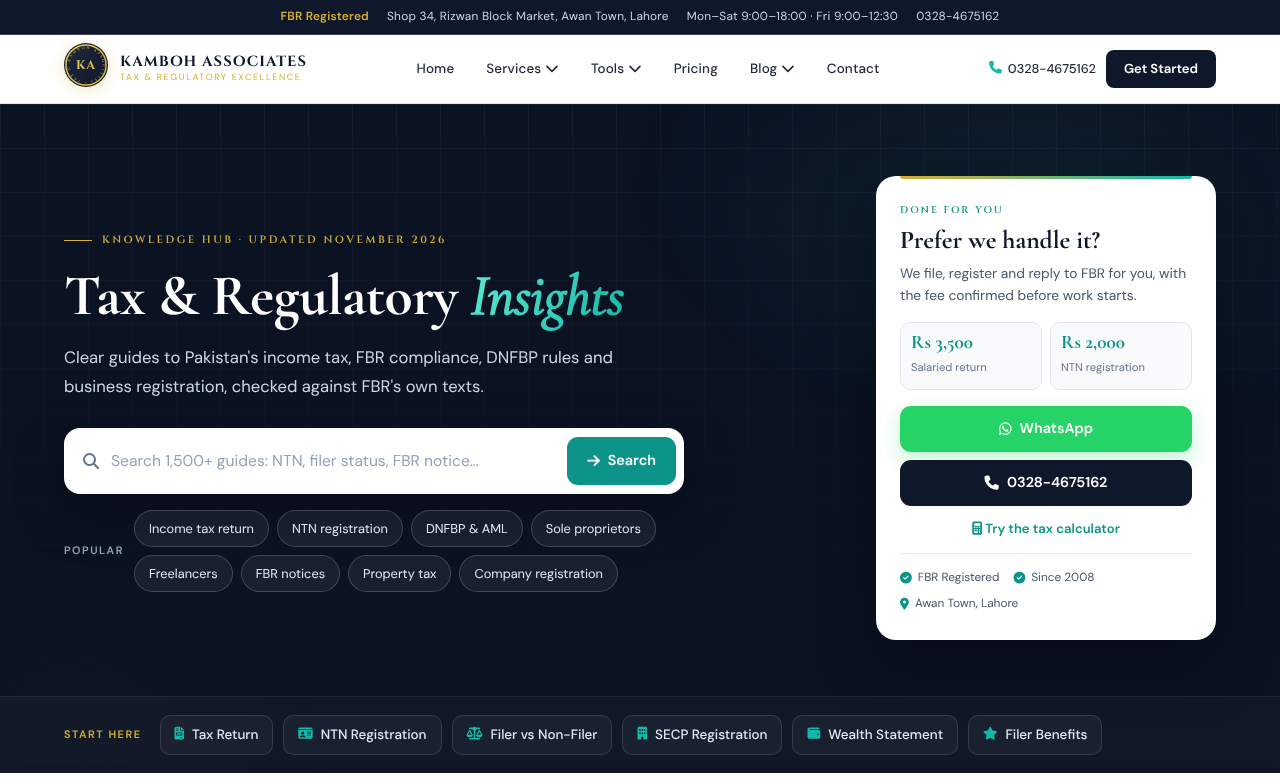 FBR Registered Shop 34, Rizwan Block Market, Awan Town, Lahore Mon–Sat 9:00–18:00 · Fri 9:00–12:30 0328-4675162
KA
KAMBOH ASSOCIATES
TAX & REGULATORY EXCELLENCE
Home Services Tools Pricing Blog Contact
0328-4675162
Get Started
KNOWLEDGE HUB · UPDATED NOVEMBER 2026
Tax & Regulatory Insights
Clear guides to Pakistan's income tax, FBR compliance, DNFBP rules and
business registration, checked against FBR's own texts.
Search 1,500+ guides: NTN, filer status, FBR notice...
Search
POPULAR
Income tax return NTN registration DNFBP & AML Sole proprietors
Freelancers FBR notices Property tax Company registration
DONE FOR YOU
Prefer we handle it?
We file, register and reply to FBR for you, with
the fee confirmed before work starts.
Rs 3,500
Salaried return
Rs 2,000
NTN registration
WhatsApp
0328-4675162
Try the tax calculator
FBR Registered Since 2008
Awan Town, Lahore
START HERE Tax Return NTN Registration Filer vs Non-Filer SECP Registration Wealth Statement Filer Benefits